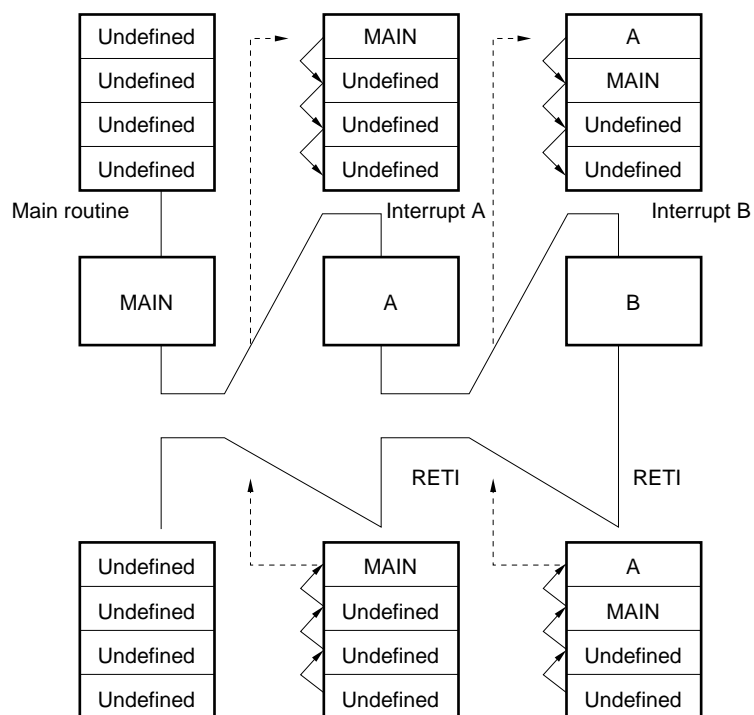 Undefined MAIN A
Undefined Undefined MAIN
Undefined Undefined Undefined
Undefined Undefined Undefined
Main routine Interrupt A Interrupt B
MAIN A B
RETI RETI
Undefined MAIN A
Undefined Undefined MAIN
Undefined Undefined Undefined
Undefined Undefined Undefined